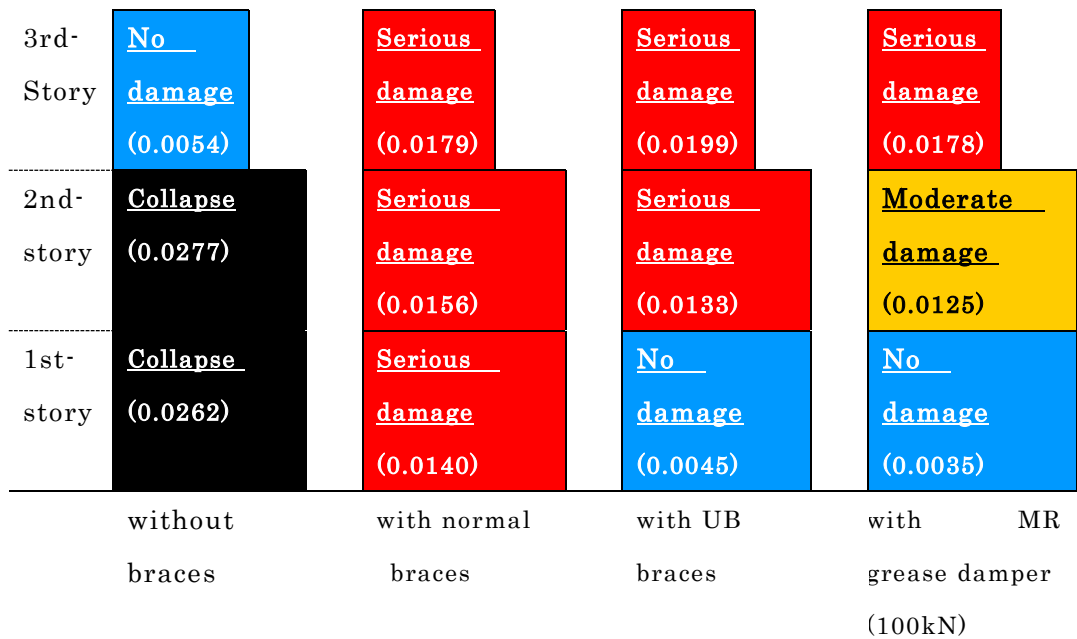 3rd-
Story
No
damage
(0.0054)
Serious
damage
(0.0179)
Serious
damage
(0.0199)
Serious
damage
(0.0178)
2nd-
story
Collapse
(0.0277)
Serious
damage
(0.0156)
Serious
damage
(0.0133)
Moderate
damage
(0.0125)
1st-
story
Collapse
(0.0262)
Serious
damage
(0.0140)
No
damage
(0.0045)
No
damage
(0.0035)
without
braces
with normal
braces
with UB
braces
with MR
grease damper
(100kN)